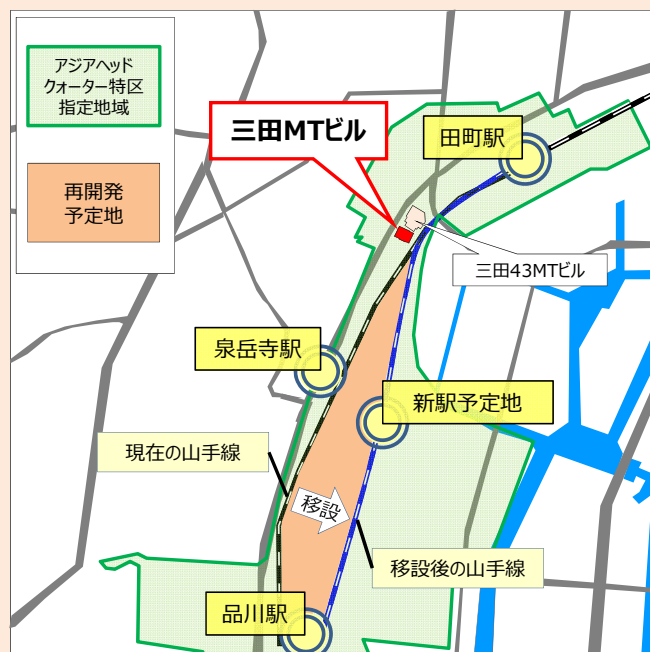 アジアヘッド
クォーター特区
指定地域
再開発
予定地
三田MTビル
田町駅
三田43MTビル
泉岳寺駅
新駅予定地
現在の山手線
移設
移設後の山手線
品川駅